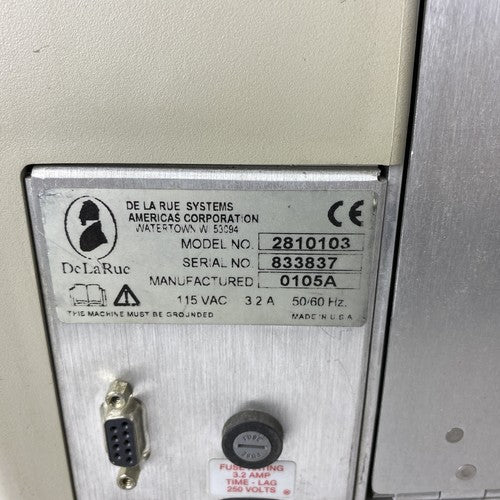 DE LA RUE SYSTEMS
AMERICAS CORPORATION
WATERTOWN W 53094
CE
DeLaRue
MODEL NO. 2810103
SERIAL NO. 833837
MANUFACTURED 0105A
115 VAC 3.2 A 50/60 Hz.
THIS MACHINE MUST BE GROUNDED MADE IN U.S.A.
FUSE
FUSE RATING
3.2 AMP
TIME - LAG
250 VOLTS